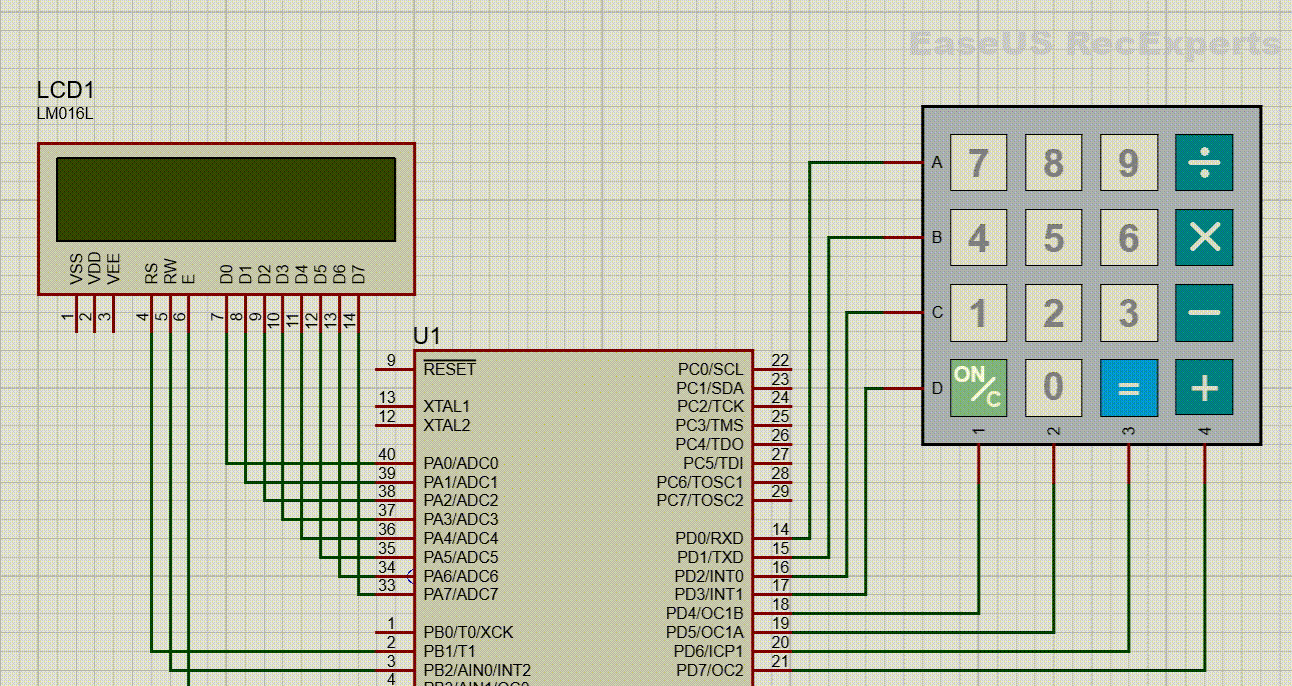 EaseUS RecExperts
LCD1
LM016L
VSS VDD VEE RS RW E D0 D1 D2 D3 D4 D5 D6 D7
1 2 3 4 5 6 7 8 9 10 11 12 13 14
A 7 8 9 ÷
B 4 5 6 ×
C 1 2 3 −
D ON/C 0 = +
1 2 3 4
U1
9 RESET PC0/SCL 22
PC1/SDA 23
13 XTAL1 PC2/TCK 24
12 XTAL2 PC3/TMS 25
PC4/TDO 26
40 PA0/ADC0 PC5/TDI 27
39 PA1/ADC1 PC6/TOSC1 28
38 PA2/ADC2 PC7/TOSC2 29
37 PA3/ADC3
36 PA4/ADC4 PD0/RXD 14
35 PA5/ADC5 PD1/TXD 15
34 PA6/ADC6 PD2/INT0 16
33 PA7/ADC7 PD3/INT1 17
PD4/OC1B 18
1 PB0/T0/XCK PD5/OC1A 19
2 PB1/T1 PD6/ICP1 20
3 PB2/AIN0/INT2 PD7/OC2 21
4